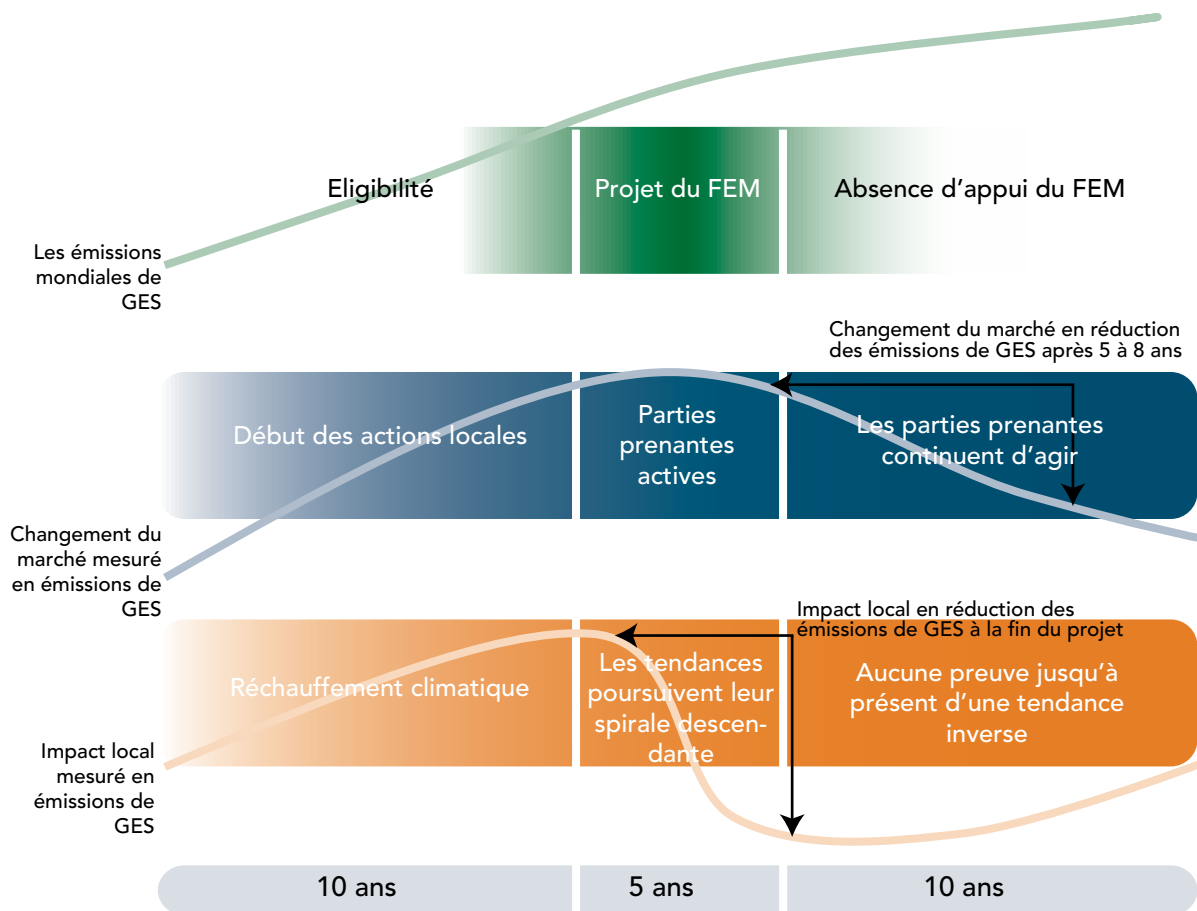 Eligibilité
Projet du FEM
Absence d'appui du FEM
Les émissions
mondiales de
GES
Changement du marché en réduction
des émissions de GES après 5 à 8 ans
Début des actions locales
Parties
prenantes
actives
Les parties prenantes
continuent d'agir
Changement du
marché mesuré
en émissions de
GES
Impact local en réduction des
émissions de GES à la fin du projet
Réchauffement climatique
Les tendances
poursuivent leur
spirale descen-
dante
Aucune preuve jusqu'à
présent d'une tendance
inverse
Impact local
mesuré en
émissions de
GES
10 ans
5 ans
10 ans